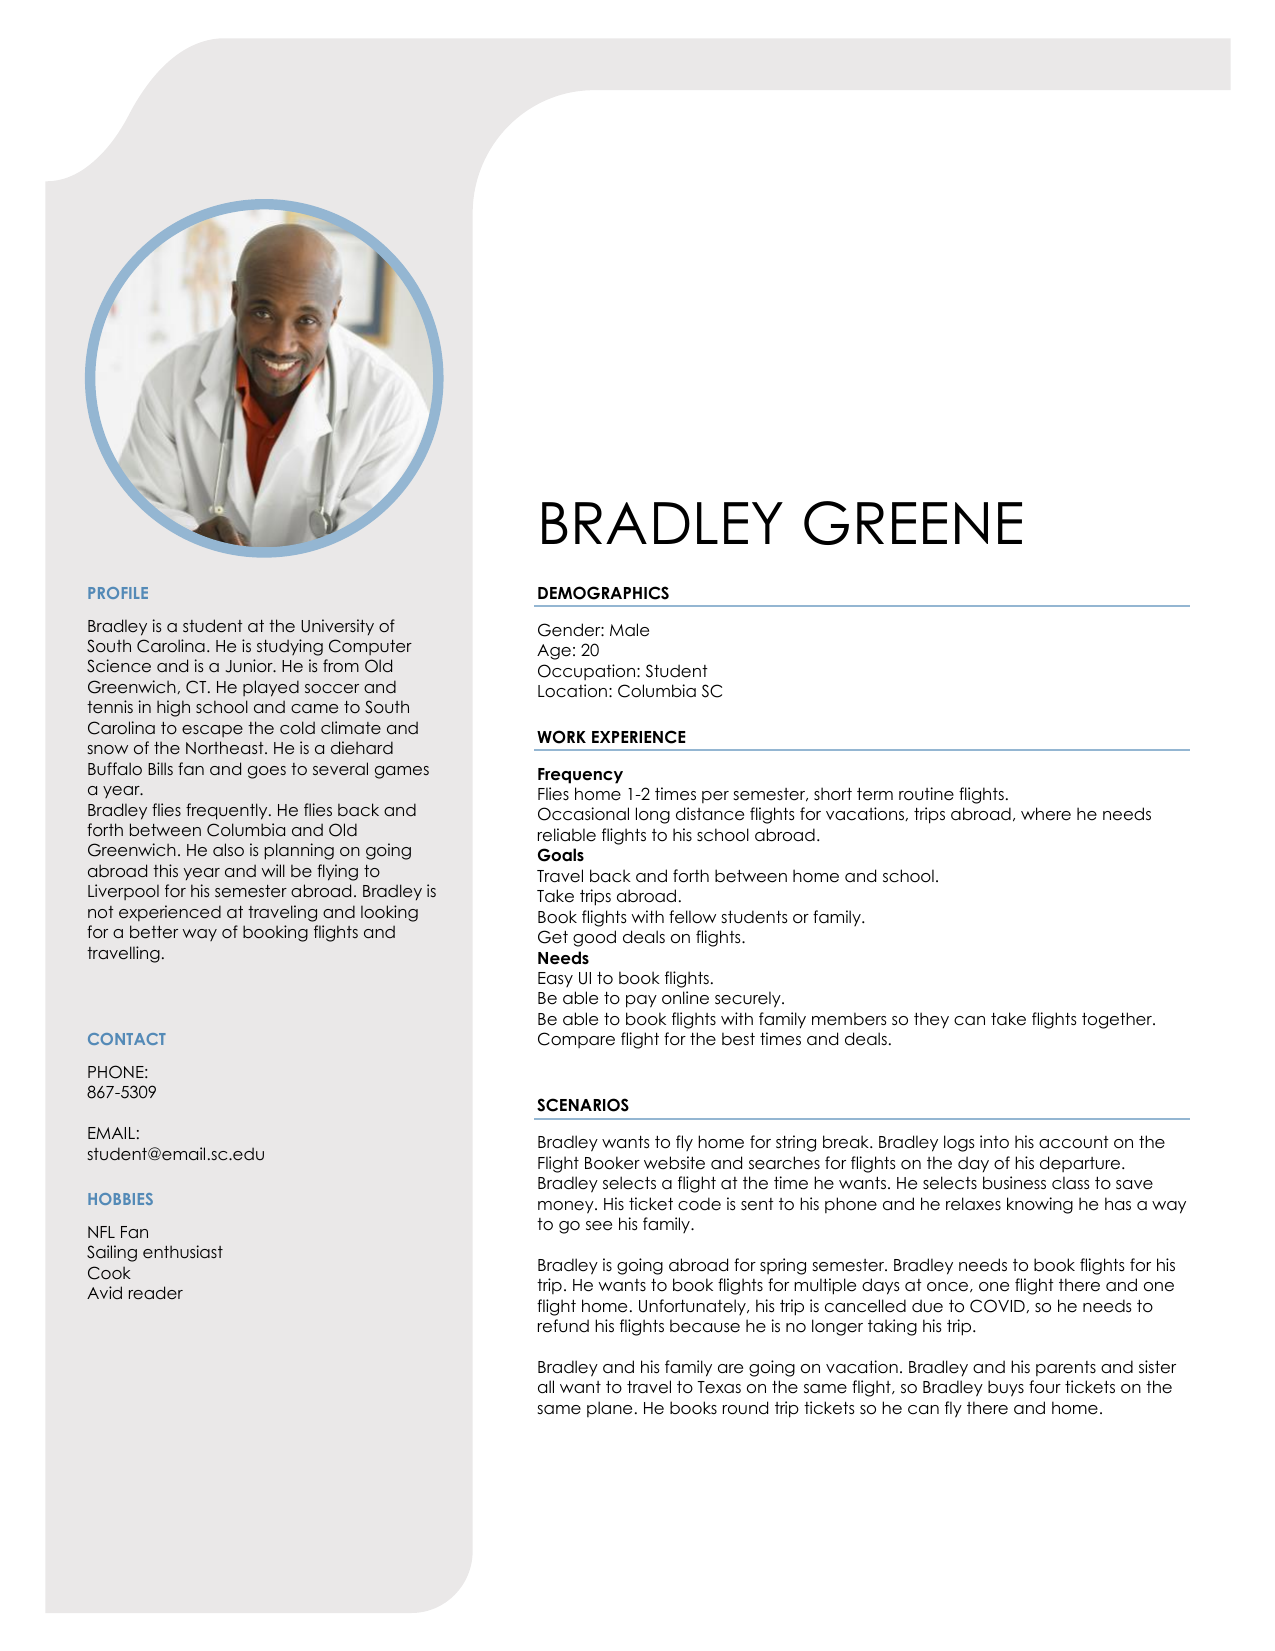 BRADLEY GREENE
PROFILE
Bradley is a student at the University of
South Carolina. He is studying Computer
Science and is a Junior. He is from Old
Greenwich, CT. He played soccer and
tennis in high school and came to South
Carolina to escape the cold climate and
snow of the Northeast. He is a diehard
Buffalo Bills fan and goes to several games
a year.
Bradley flies frequently. He flies back and
forth between Columbia and Old
Greenwich. He also is planning on going
abroad this year and will be flying to
Liverpool for his semester abroad. Bradley is
not experienced at traveling and looking
for a better way of booking flights and
travelling.
CONTACT
PHONE:
867-5309
EMAIL:
student@email.sc.edu
HOBBIES
NFL Fan
Sailing enthusiast
Cook
Avid reader
DEMOGRAPHICS
Gender: Male
Age: 20
Occupation: Student
Location: Columbia SC
WORK EXPERIENCE
Frequency
Flies home 1-2 times per semester, short term routine flights.
Occasional long distance flights for vacations, trips abroad, where he needs
reliable flights to his school abroad.
Goals
Travel back and forth between home and school.
Take trips abroad.
Book flights with fellow students or family.
Get good deals on flights.
Needs
Easy UI to book flights.
Be able to pay online securely.
Be able to book flights with family members so they can take flights together.
Compare flight for the best times and deals.
SCENARIOS
Bradley wants to fly home for string break. Bradley logs into his account on the
Flight Booker website and searches for flights on the day of his departure.
Bradley selects a flight at the time he wants. He selects business class to save
money. His ticket code is sent to his phone and he relaxes knowing he has a way
to go see his family.
Bradley is going abroad for spring semester. Bradley needs to book flights for his
trip. He wants to book flights for multiple days at once, one flight there and one
flight home. Unfortunately, his trip is cancelled due to COVID, so he needs to
refund his flights because he is no longer taking his trip.
Bradley and his family are going on vacation. Bradley and his parents and sister
all want to travel to Texas on the same flight, so Bradley buys four tickets on the
same plane. He books round trip tickets so he can fly there and home.